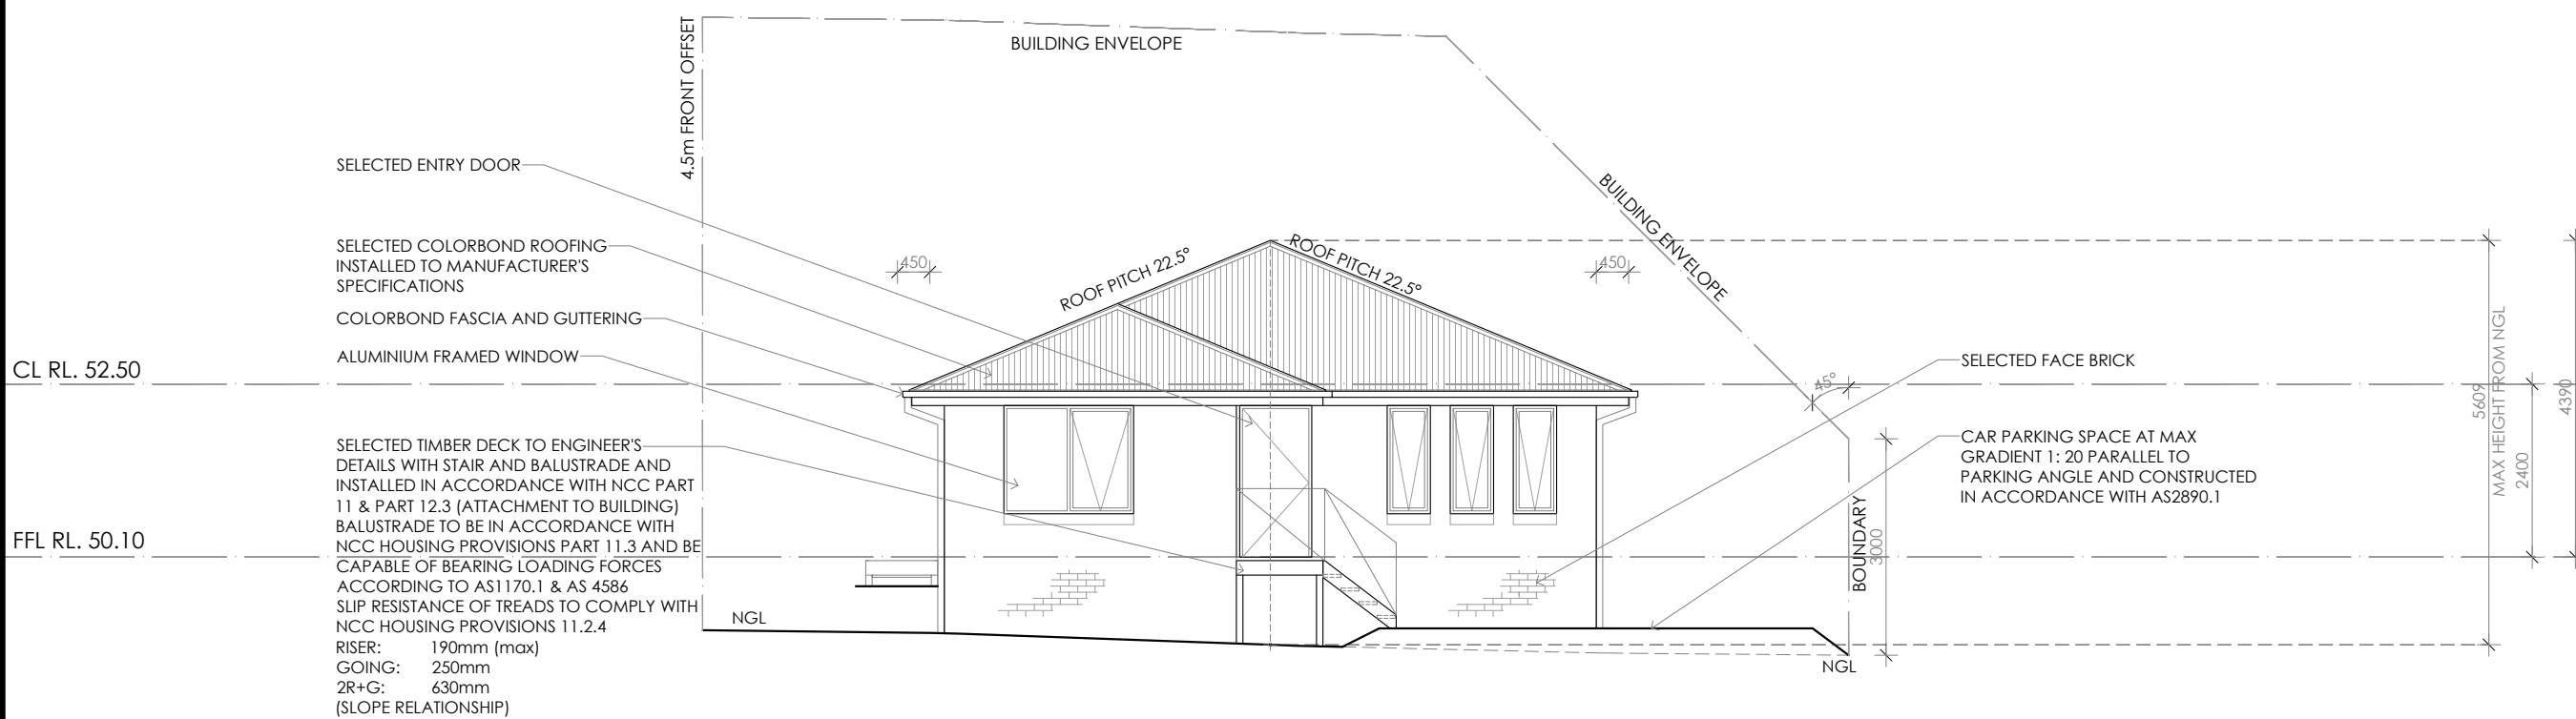 4.5m FRONT OFFSET
BUILDING ENVELOPE
BUILDING ENVELOPE
SELECTED ENTRY DOOR
SELECTED COLORBOND ROOFING
INSTALLED TO MANUFACTURER'S
SPECIFICATIONS
COLORBOND FASCIA AND GUTTERING
ALUMINIUM FRAMED WINDOW
450
ROOF PITCH 22.5°
ROOF PITCH 22.5°
450
CL RL. 52.50
SELECTED TIMBER DECK TO ENGINEER'S
DETAILS WITH STAIR AND BALUSTRADE AND
INSTALLED IN ACCORDANCE WITH NCC PART
11 & PART 12.3 (ATTACHMENT TO BUILDING)
BALUSTRADE TO BE IN ACCORDANCE WITH
NCC HOUSING PROVISIONS PART 11.3 AND BE
CAPABLE OF BEARING LOADING FORCES
ACCORDING TO AS1170.1 & AS 4586
SLIP RESISTANCE OF TREADS TO COMPLY WITH
NCC HOUSING PROVISIONS 11.2.4
RISER: 190mm (max)
GOING: 250mm
2R+G: 630mm
(SLOPE RELATIONSHIP)
FFL RL. 50.10
NGL
45°
SELECTED FACE BRICK
CAR PARKING SPACE AT MAX
GRADIENT 1: 20 PARALLEL TO
PARKING ANGLE AND CONSTRUCTED
IN ACCORDANCE WITH AS2890.1
BOUNDARY
3000
NGL
5609
MAX HEIGHT FROM NGL
2400
4390